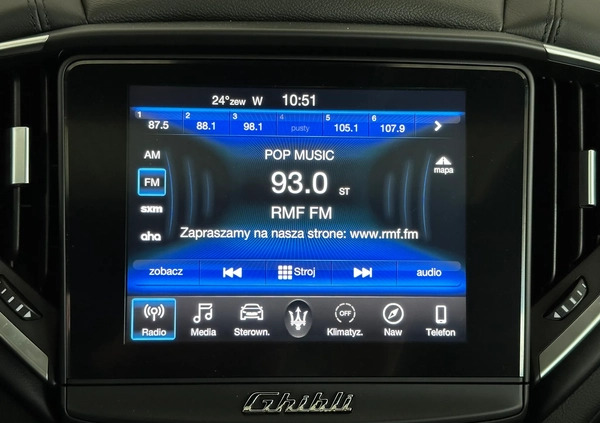 24°zew W 10:51
1 2 3 4 5 6
87.5 88.1 98.1 pusty 105.1 107.9
AM
POP MUSIC
mapa
FM
93.0 ST
sxm
RMF FM
aha
Zapraszamy na nasza strone: www.rmf.fm
zobacz Stroj audio
OFF
Radio Media Sterown. Klimatyz. Naw Telefon
Ghibli